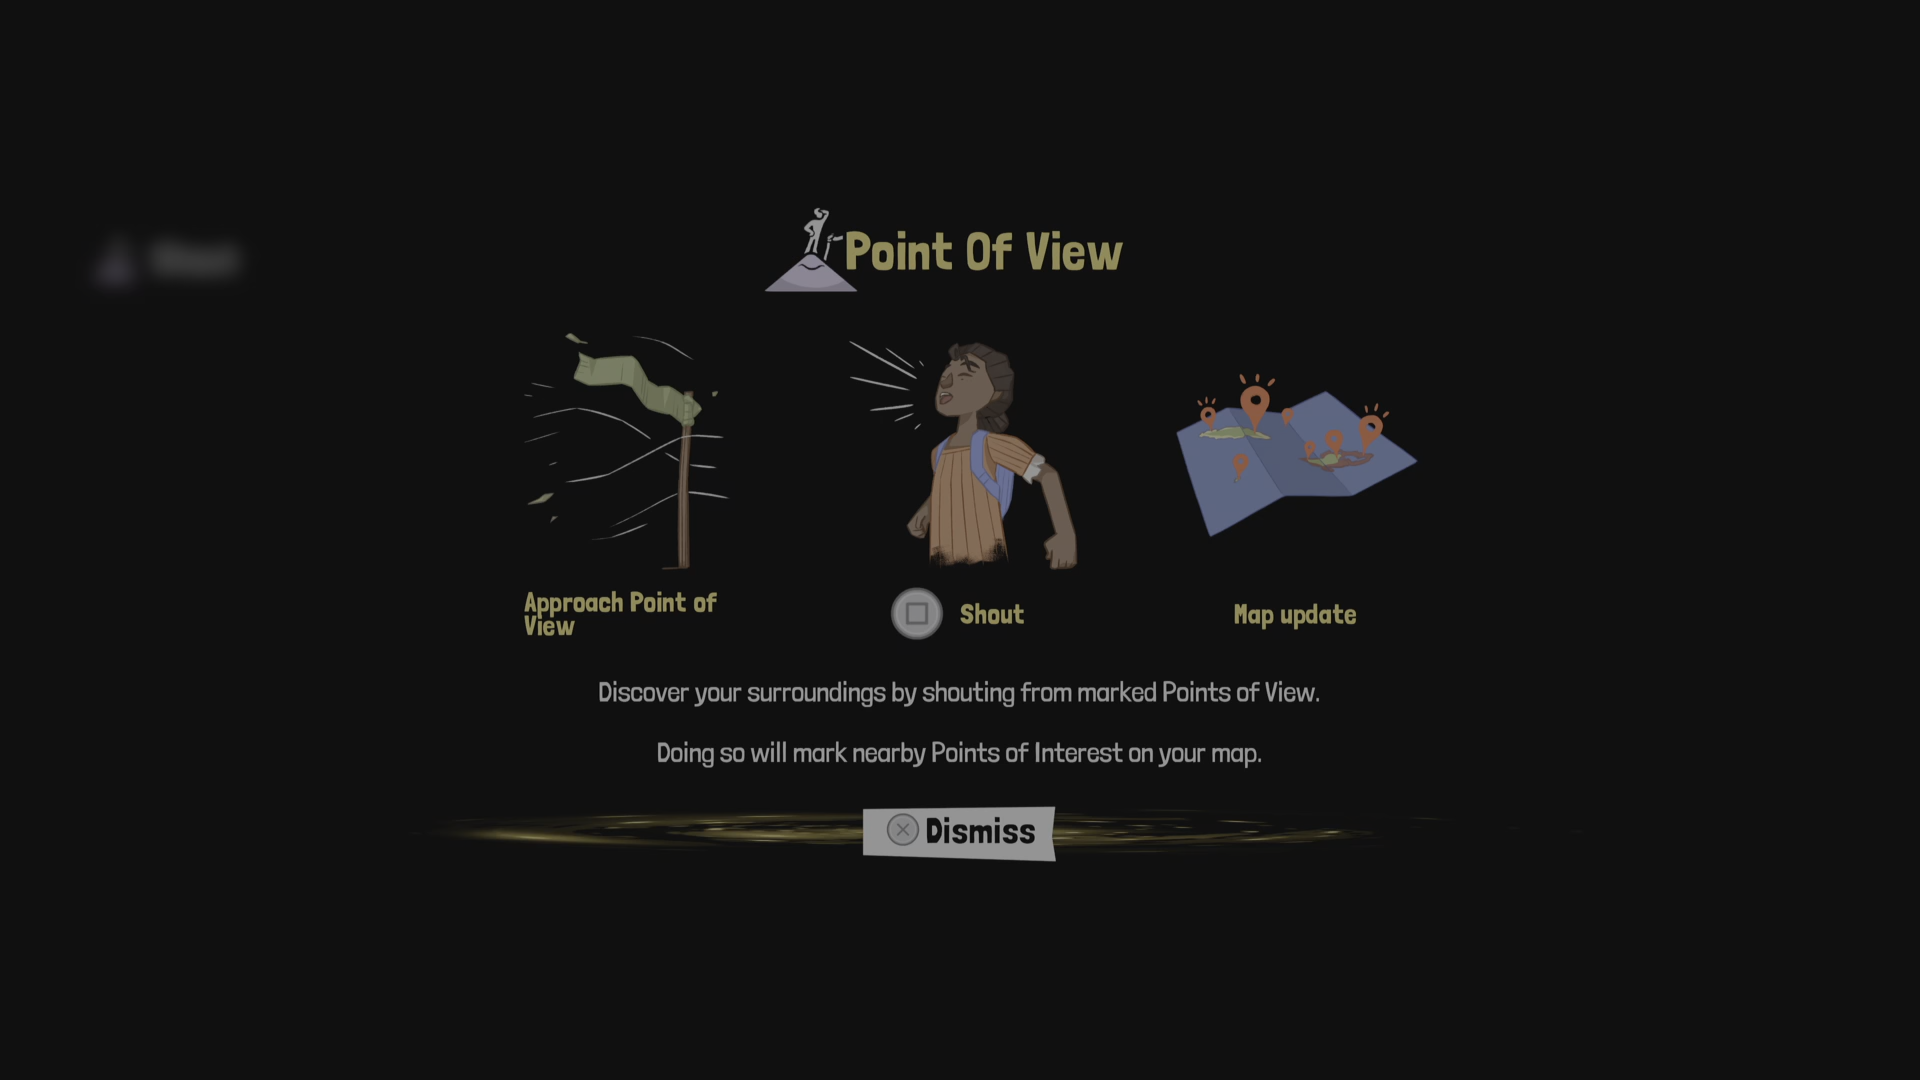 Point Of View
Approach Point of
View
Shout
Map update
Discover your surroundings by shouting from marked Points of View.
Doing so will mark nearby Points of Interest on your map.
Dismiss